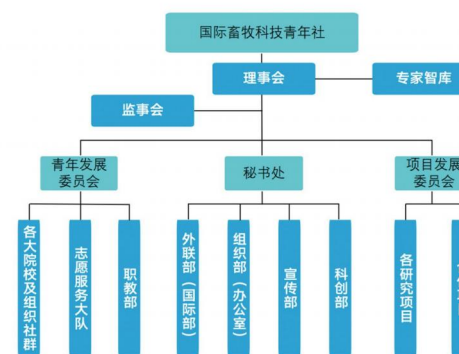 国际畜牧科技青年社
理事会
专家智库
监事会
青年发展
委员会
秘书处
项目发展
委员会
各大院校及组织社群
志愿服务大队
职教部
外联部（国际部）
组织部（办公室）
宣传部
科创部
各研究项目